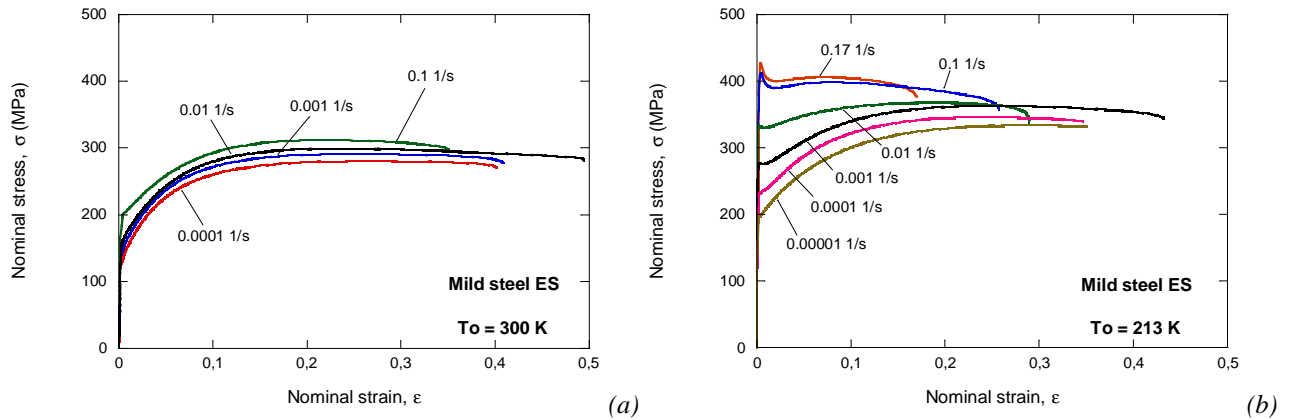 500
400
300
200
100
0
0
0,1
0,2
0,3
0,4
0,5
Nominal stress, σ (MPa)
Nominal strain, ε
0.1 1/s
0.001 1/s
0.01 1/s
0.0001 1/s
Mild steel ES
To = 300 K
(a)
500
400
300
200
100
0
0
0,1
0,2
0,3
0,4
0,5
Nominal stress, σ (MPa)
Nominal strain, ε
0.17 1/s
0.1 1/s
0.01 1/s
0.001 1/s
0.0001 1/s
0.00001 1/s
Mild steel ES
To = 213 K
(b)